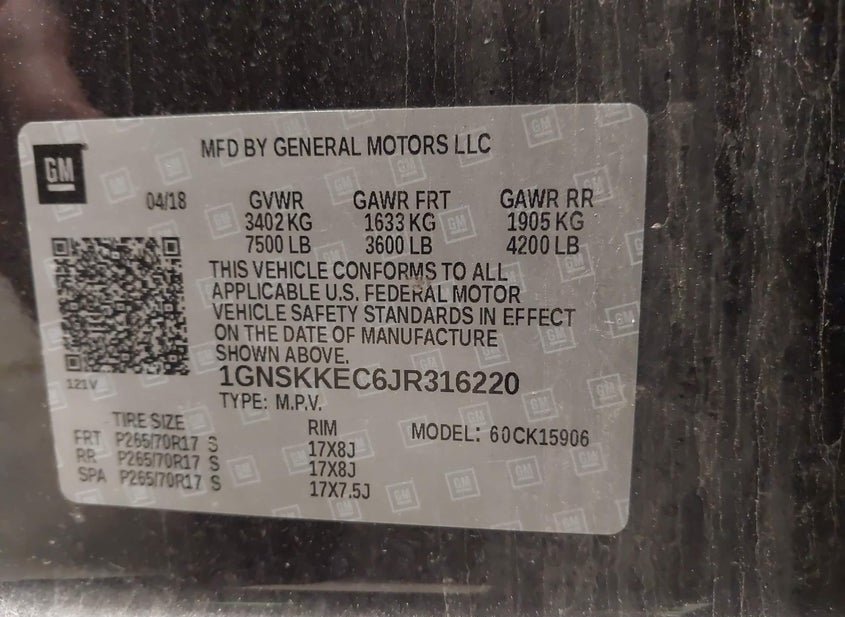 GM
MFD BY GENERAL MOTORS LLC
04/18 GVWR GAWR FRT GAWR RR
3402 KG 1633 KG 1905 KG
7500 LB 3600 LB 4200 LB
THIS VEHICLE CONFORMS TO ALL
APPLICABLE U.S. FEDERAL MOTOR
VEHICLE SAFETY STANDARDS IN EFFECT
ON THE DATE OF MANUFACTURE
SHOWN ABOVE.
121V
1GNSKKEC6JR316220
TYPE: M.P.V.
TIRE SIZE RIM MODEL: 60CK15906
FRT P265/70R17 S 17X8J
RR P265/70R17 S 17X8J
SPA P265/70R17 S 17X7.5J